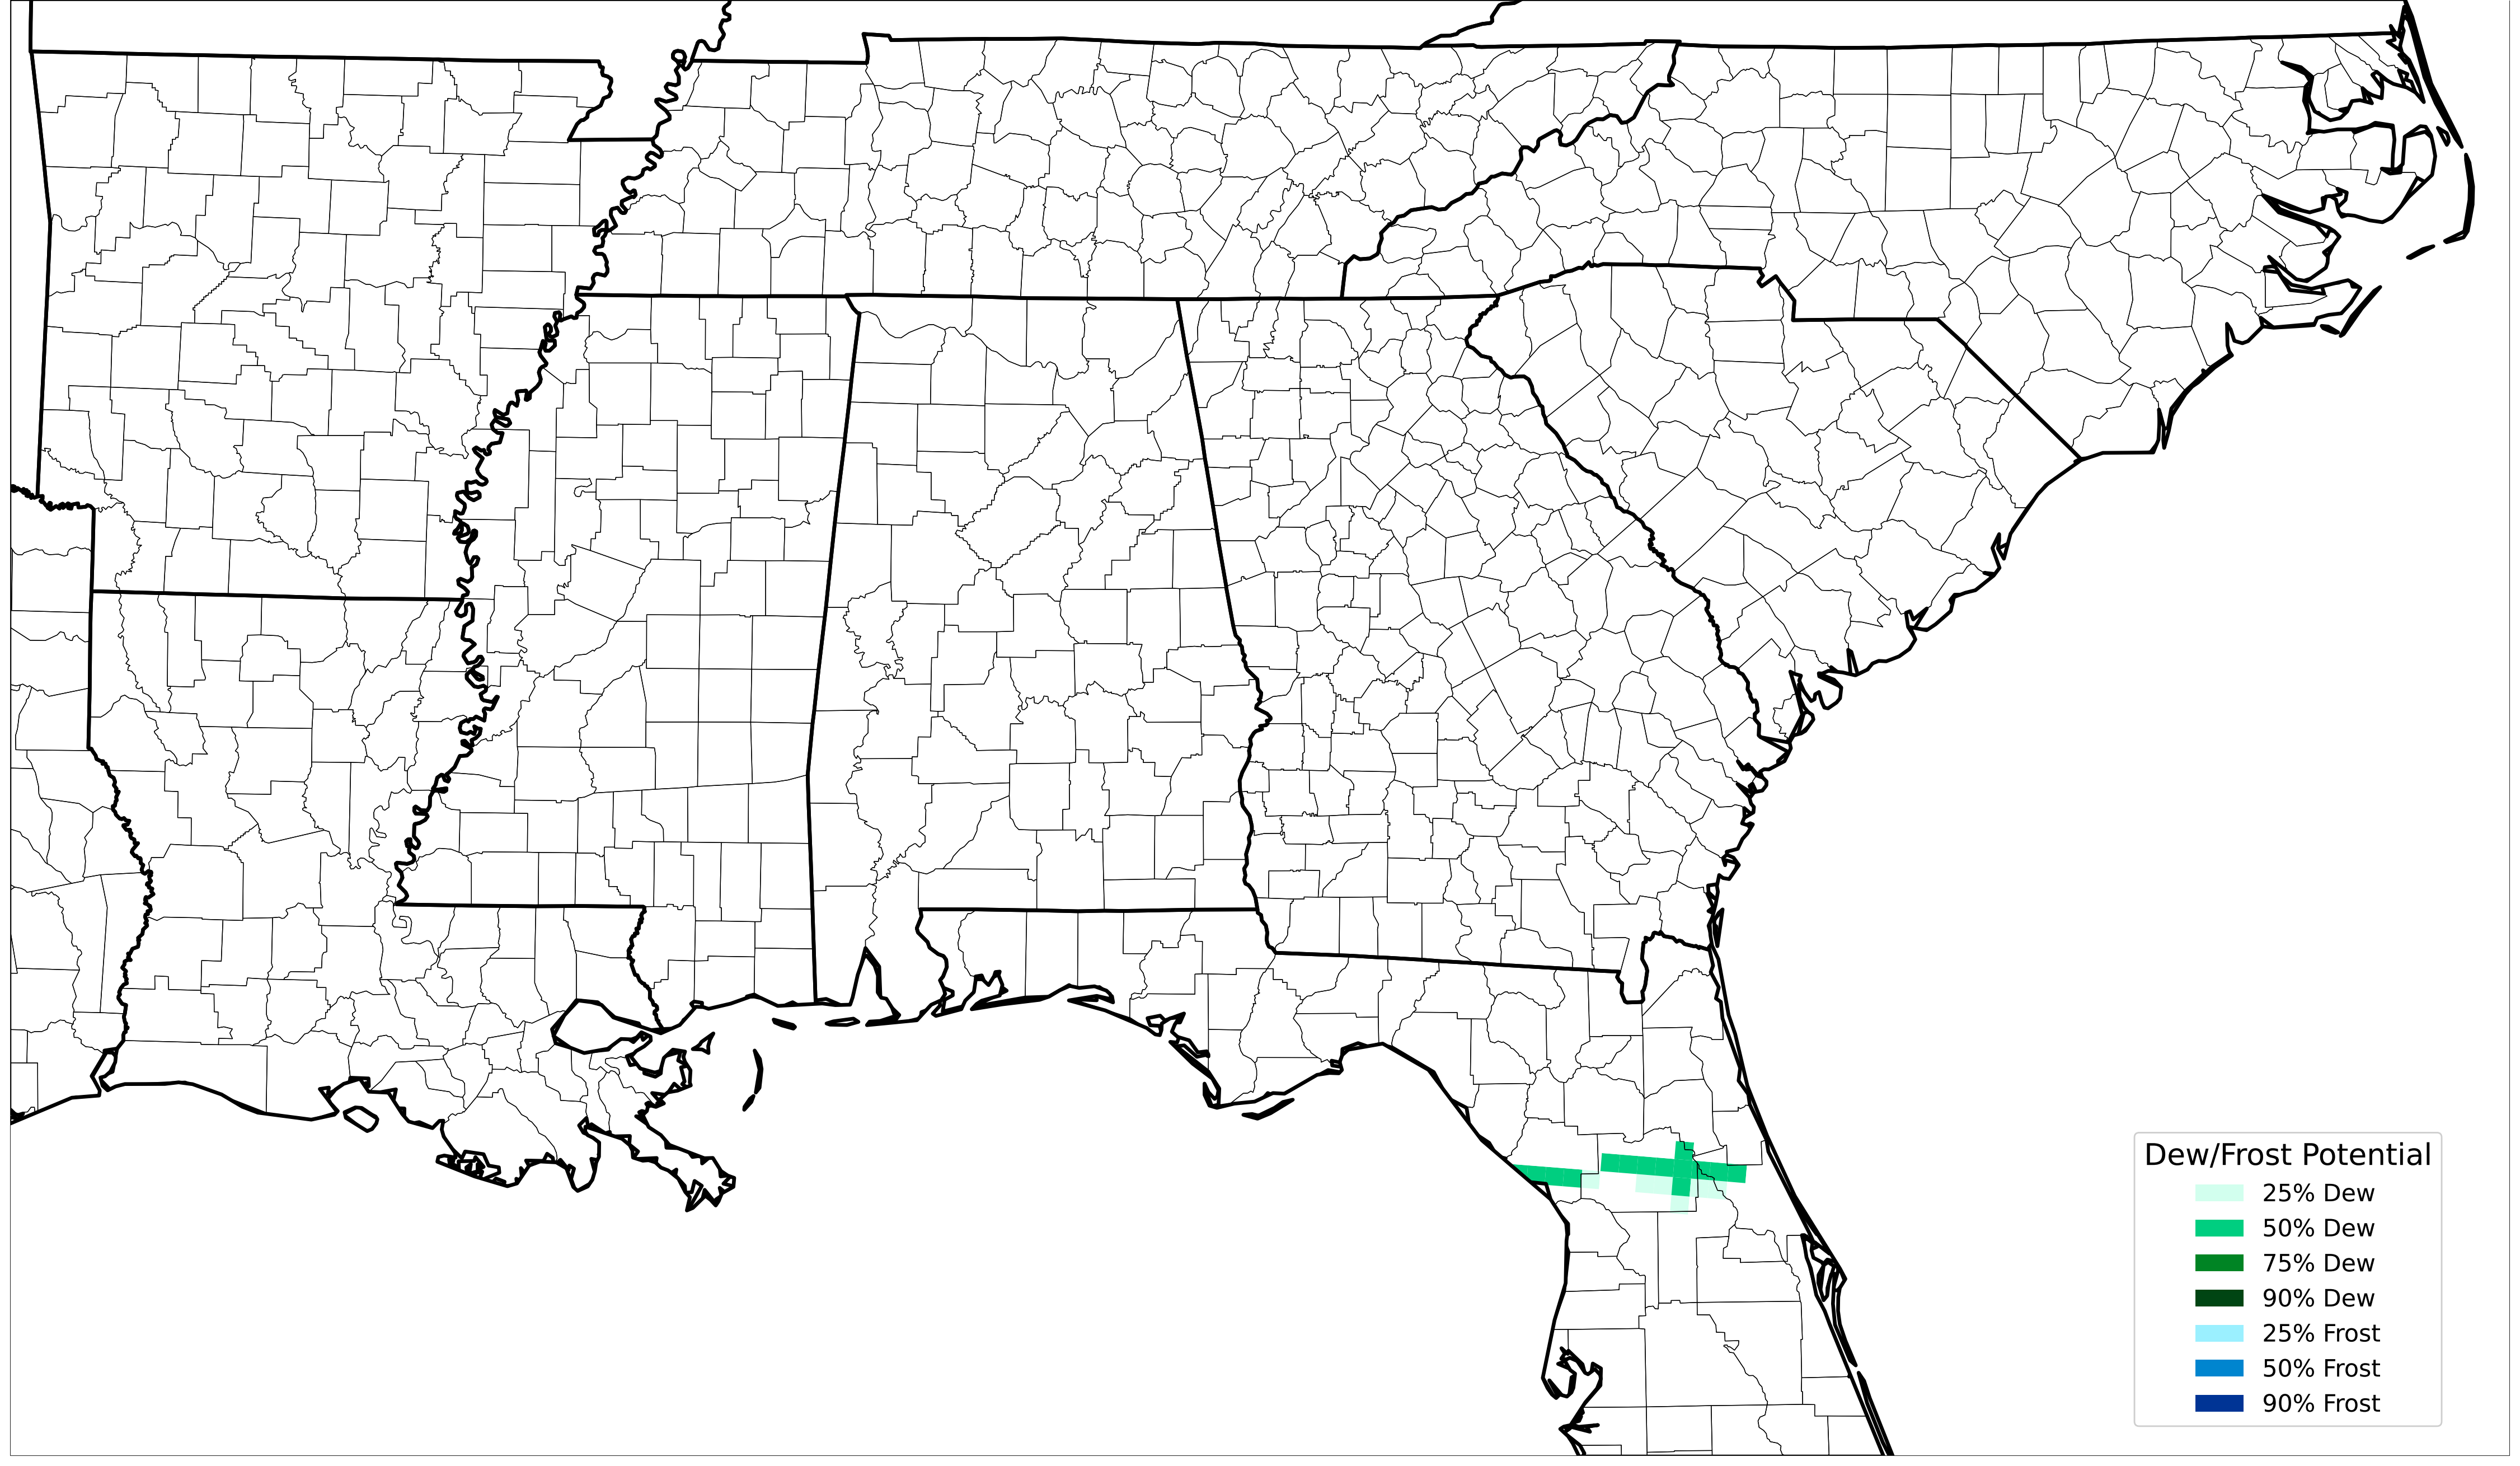 Dew/Frost Potential
25% Dew
50% Dew
75% Dew
90% Dew
25% Frost
50% Frost
90% Frost